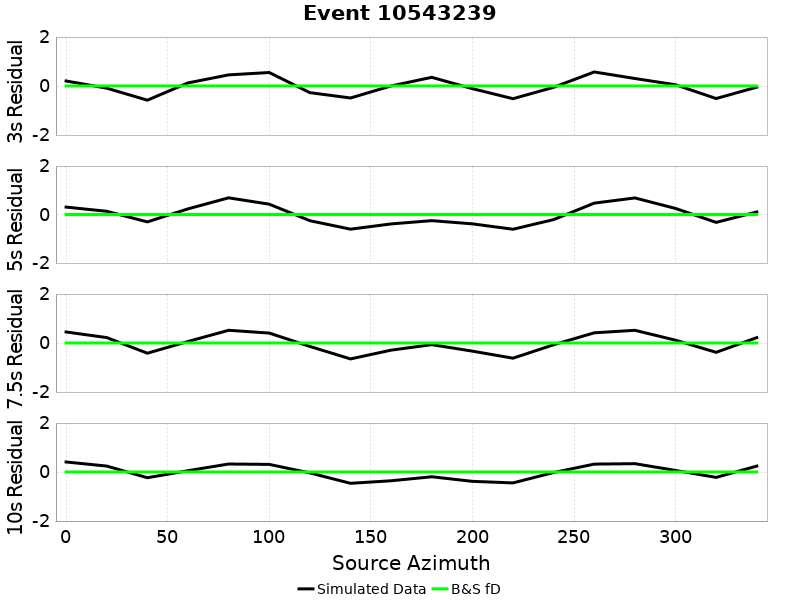 Event 10543239
3s Residual
2
0
-2
5s Residual
2
0
-2
7.5s Residual
2
0
-2
10s Residual
2
0
-2
0 50 100 150 200 250 300
Source Azimuth
Simulated Data B&S fD